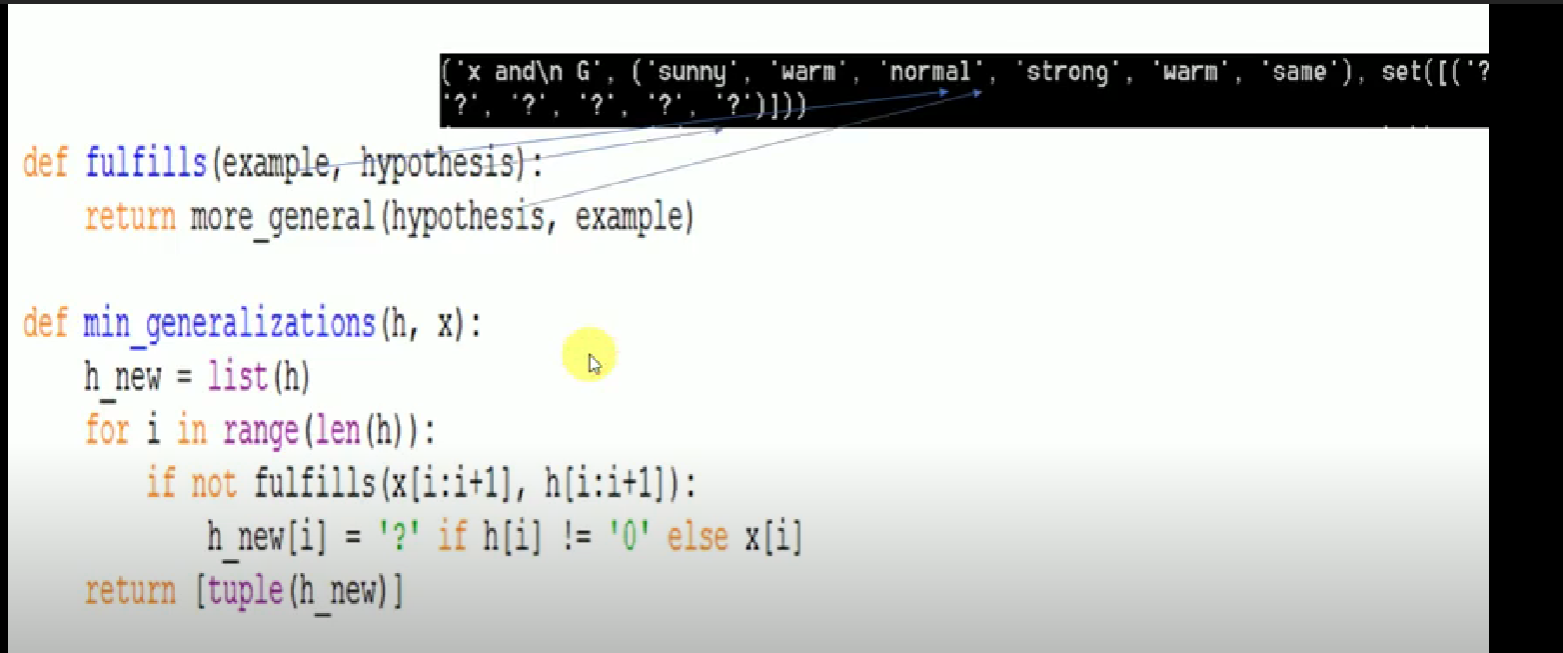 ('x and\n G', ('sunny', 'warm', 'normal', 'strong', 'warm', 'same'), set([('?
'?', '?', '?', '?', '?')]))
def fulfills(example, hypothesis):
    return more_general(hypothesis, example)
def min_generalizations(h, x):
    h_new = list(h)
    for i in range(len(h)):
        if not fulfills(x[i:i+1], h[i:i+1]):
            h_new[i] = '?' if h[i] != '0' else x[i]
    return [tuple(h_new)]